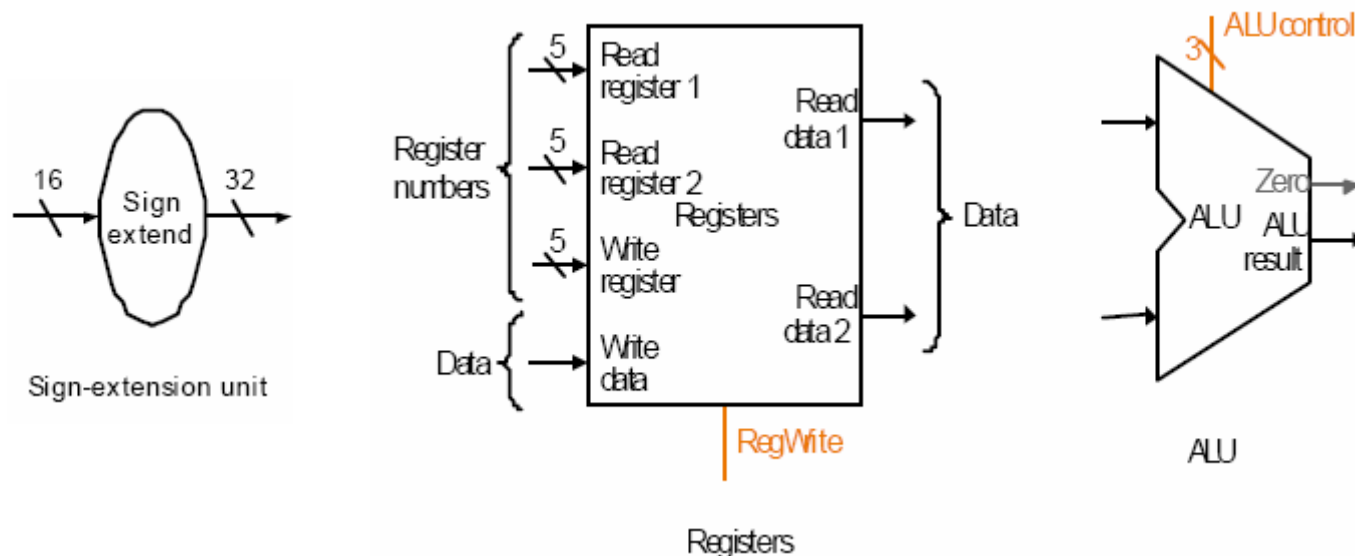 16
32
Sign
extend
Sign-extension unit
Register
numbers
Data
5
Read
register 1
5
Read
register 2
5
Write
register
Write
data
Registers
Read
data 1
Read
data 2
Data
RegWrite
Registers
ALU control
3
Zero
ALU
ALU
result
ALU